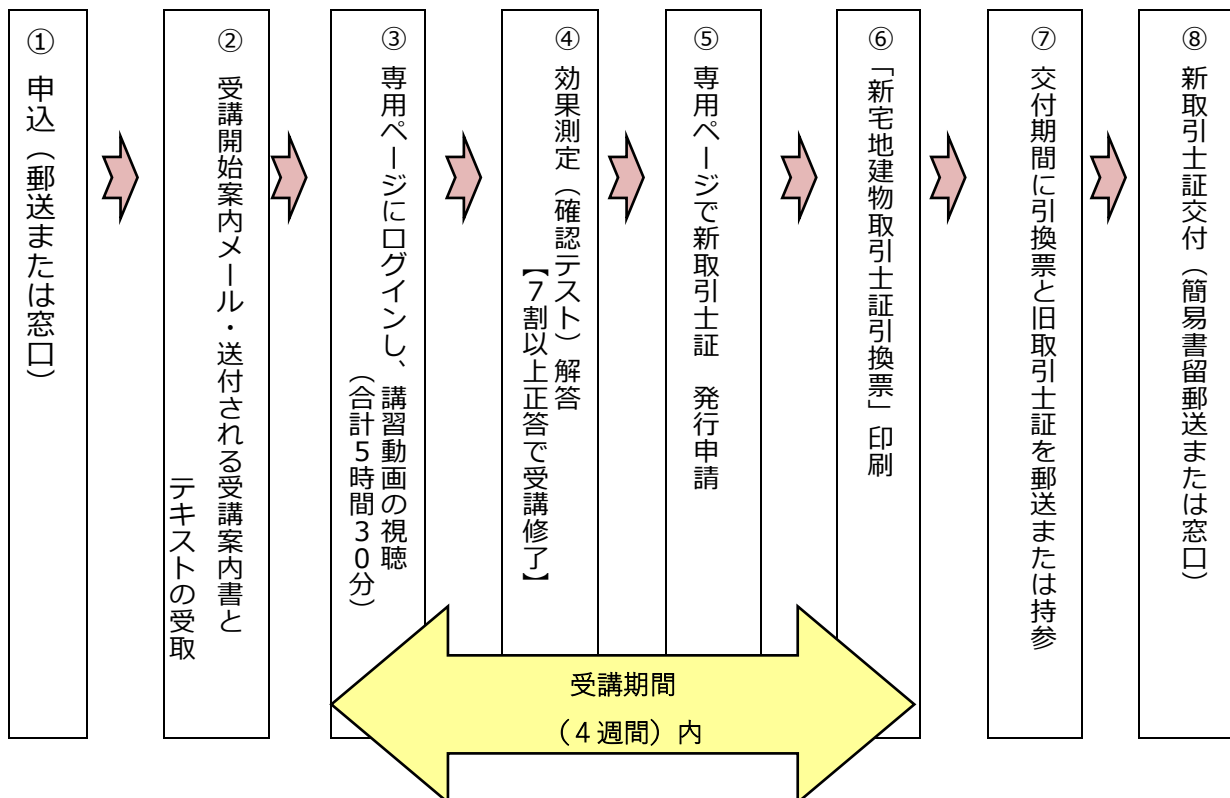 ① 申込（郵送または窓口）
② 受講開始案内メール・送付される受講案内書と
テキストの受取
③ 専用ページにログインし、講習動画の視聴
（合計５時間３０分）
④ 効果測定（確認テスト）解答
【７割以上正答で受講修了】
⑤ 専用ページで新取引士証　発行申請
⑥ 「新宅地建物取引士証引換票」印刷
⑦ 交付期間に引換票と旧取引士証を郵送または持参
⑧ 新取引士証交付（簡易書留郵送または窓口）
受講期間
（４週間）内